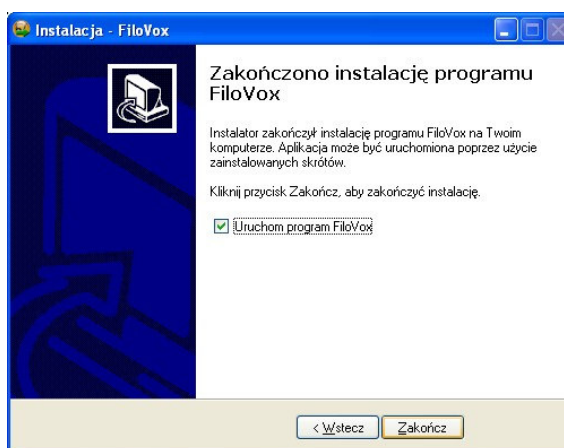 Instalacja - FiloVox
Zakończono instalację programu
FiloVox
Instalator zakończył instalację programu FiloVox na Twoim
komputerze. Aplikacja może być uruchomiona poprzez użycie
zainstalowanych skrótów.
Kliknij przycisk Zakończ, aby zakończyć instalację.
Uruchom program FiloVox
< Wstecz Zakończ